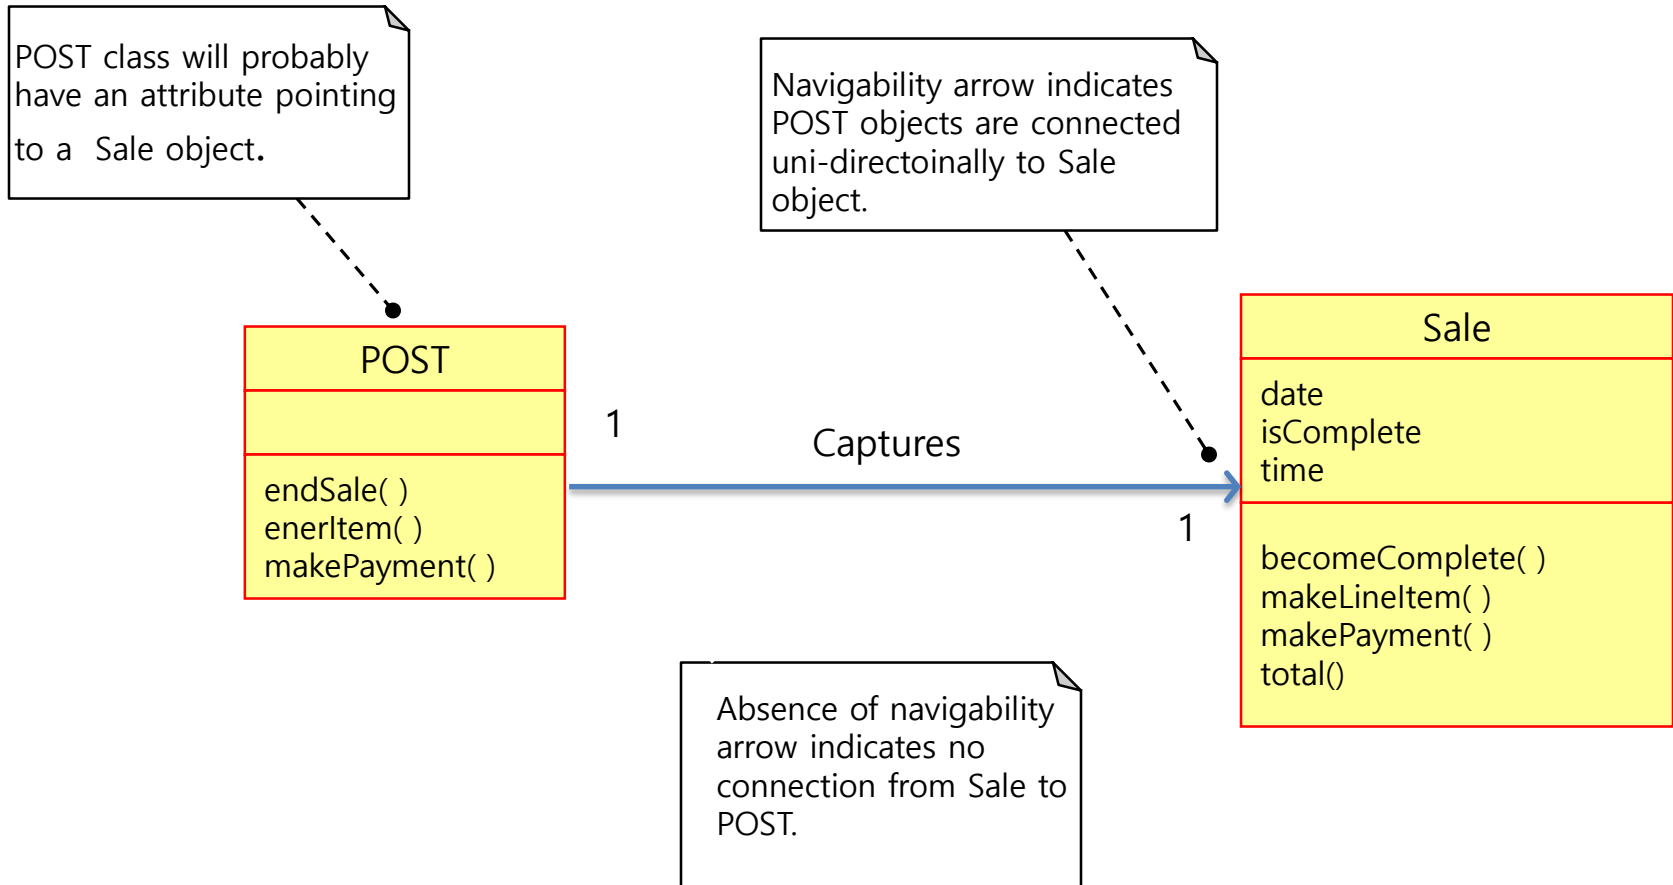 POST class will probably
have an attribute pointing
to a Sale object.
Navigability arrow indicates
POST objects are connected
uni-directoinally to Sale
object.
POST
endSale( )
enerItem( )
makePayment( )
1
Captures
1
Sale
date
isComplete
time
becomeComplete( )
makeLineItem( )
makePayment( )
total()
Absence of navigability
arrow indicates no
connection from Sale to
POST.